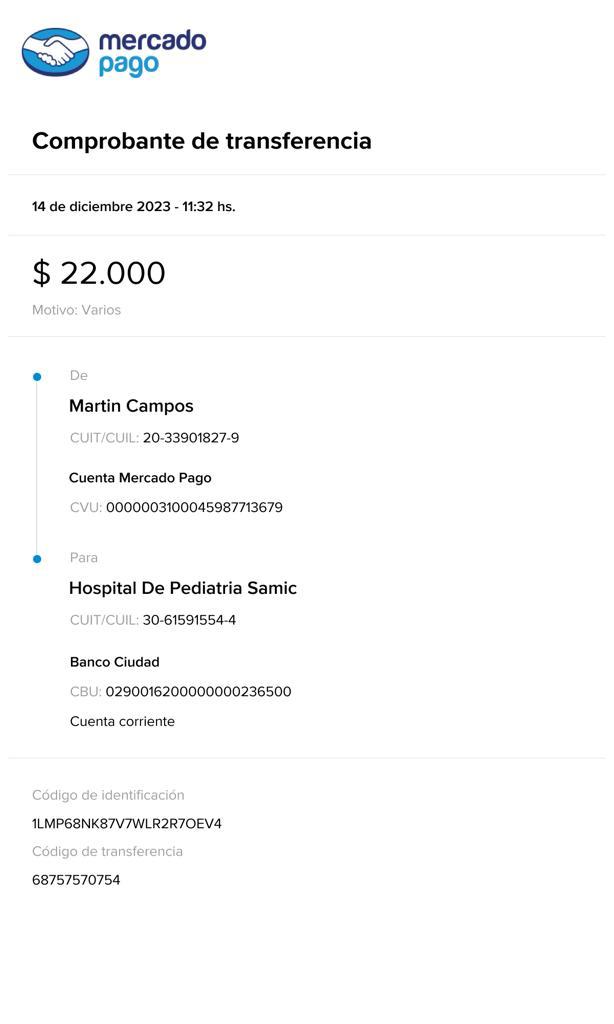 mercado
pago
Comprobante de transferencia
14 de diciembre 2023 - 11:32 hs.
$ 22.000
Motivo: Varios
De
Martin Campos
CUIT/CUIL: 20-33901827-9
Cuenta Mercado Pago
CVU: 0000003100045987713679
Para
Hospital De Pediatria Samic
CUIT/CUIL: 30-61591554-4
Banco Ciudad
CBU: 0290016200000000236500
Cuenta corriente
Código de identificación
1LMP68NK87V7WLR2R7OEV4
Código de transferencia
68757570754